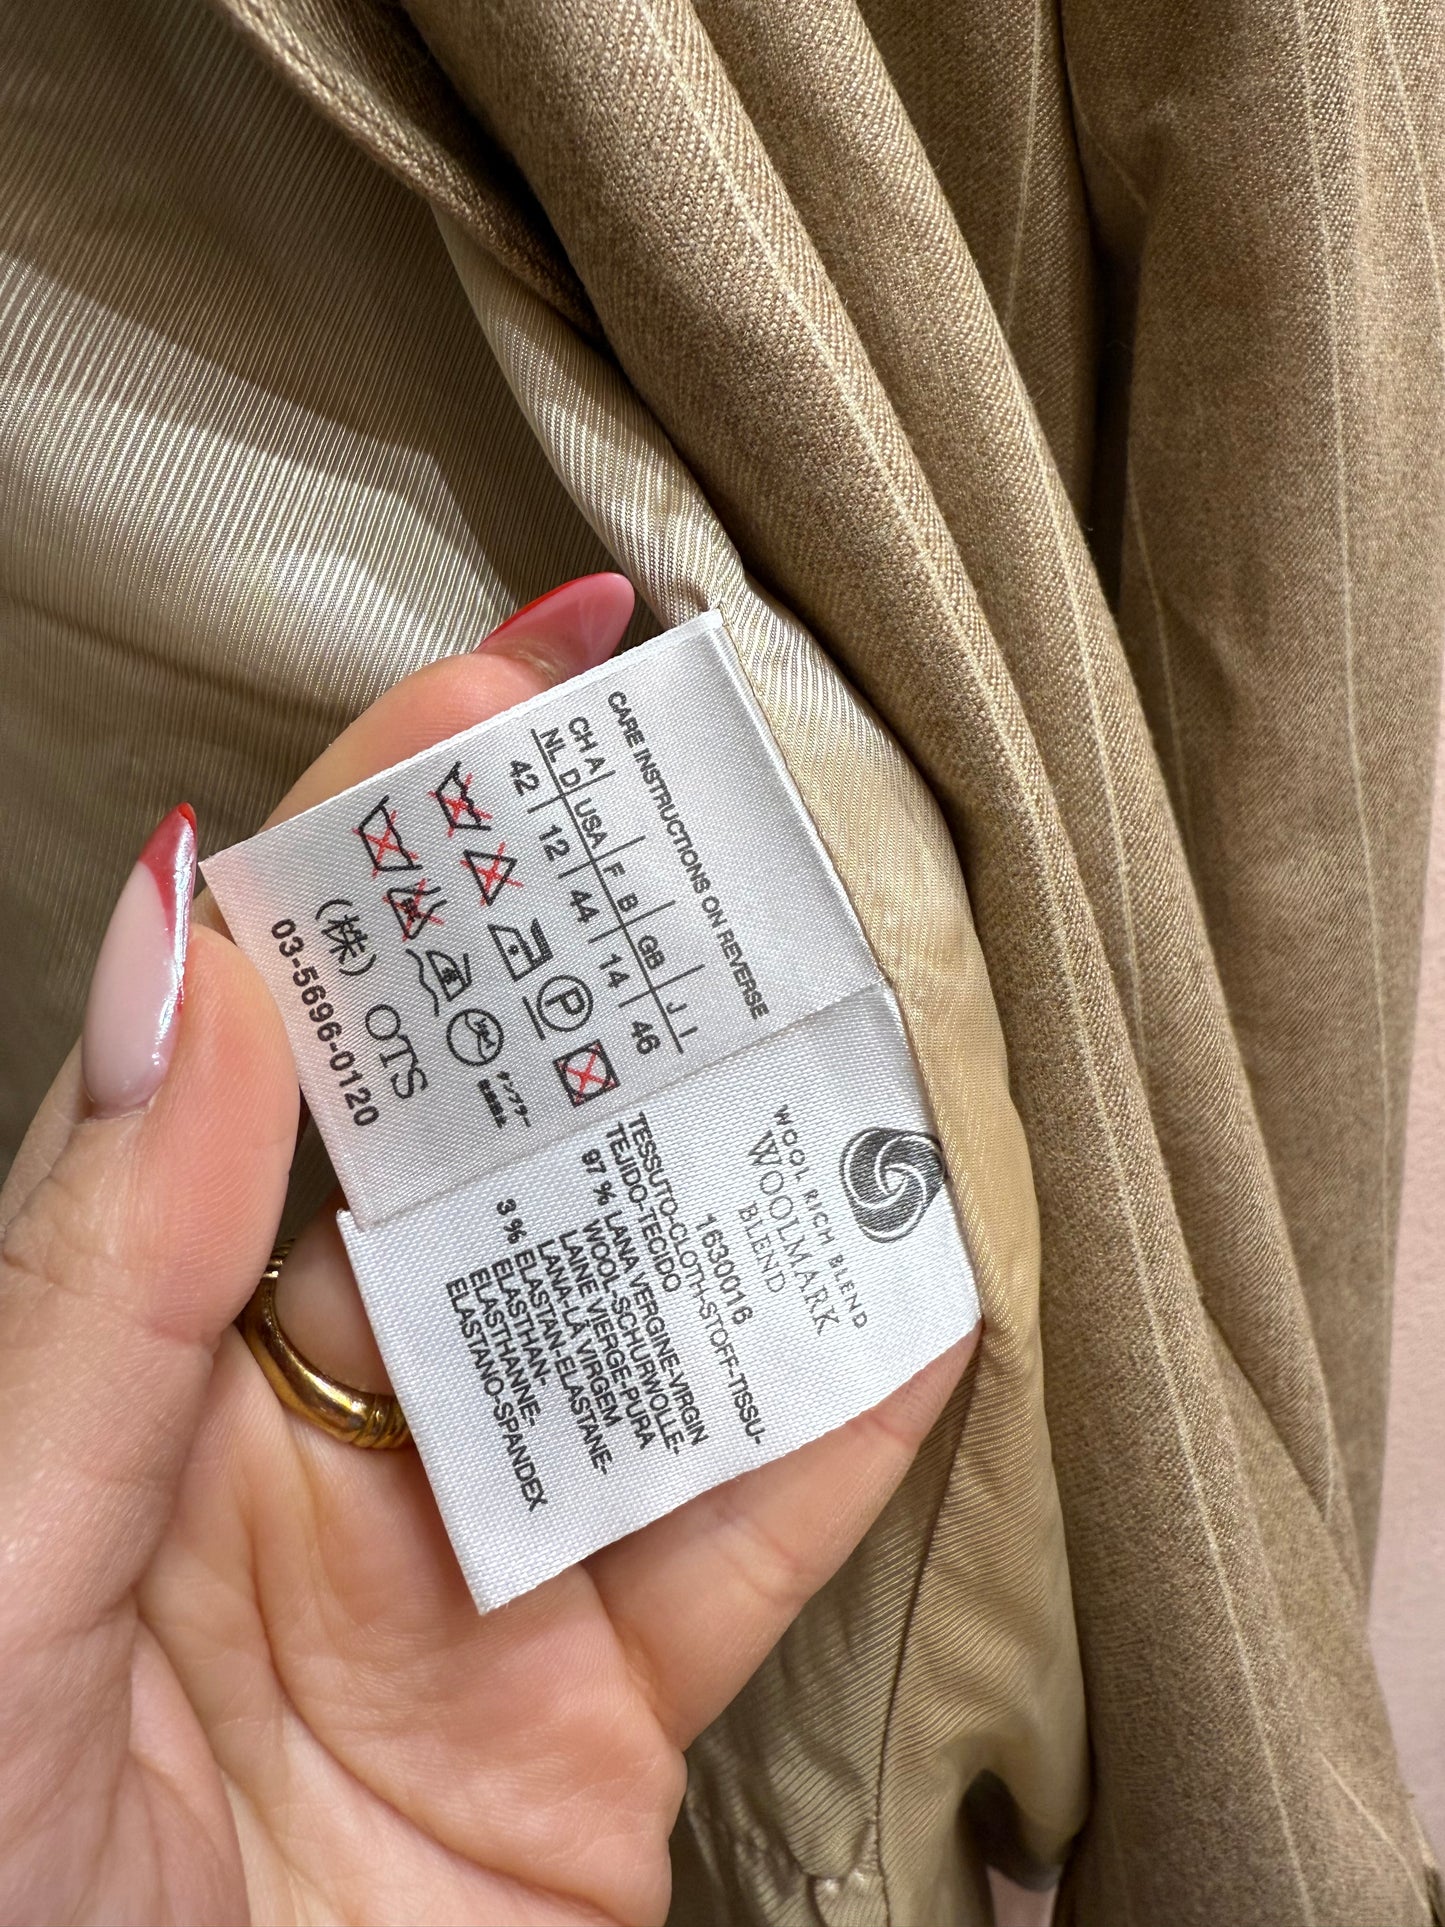 CARE INSTRUCTIONS ON REVERSE
CH A
NL D USA F B GB J I
42 12 44 14 46
P
(株) OTS
03-5696-0120
WOOL RICH BLEND
WOOLMARK
BLEND
1630016
TESSUTO-CLOTH-STOFF-TISSU-
TEJIDO-TECIDO
97 % LANA VERGINE-VIRGIN
WOOL-SCHURWOLLE-
LAINE VIERGE-PURA
LANA-LÃ VIRGEM
3 % ELASTAN-ELASTANE-
ELASTHAN-
ELASTHANNE-
ELASTANO-SPANDEX